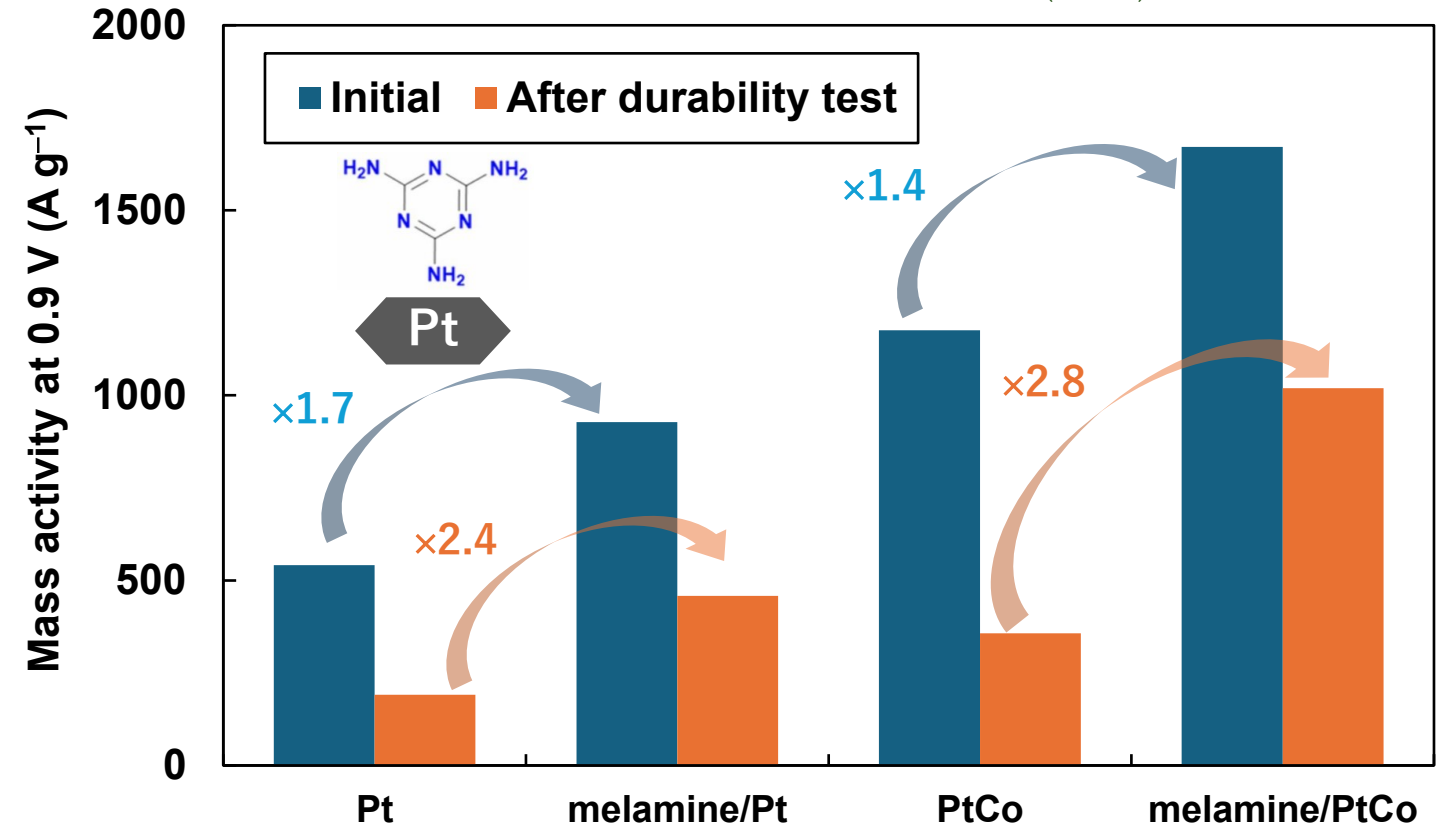 2000
1500
1000
500
0
Mass activity at 0.9 V (A g⁻¹)
Initial
After durability test
H₂N
N
NH₂
N
N
NH₂
Pt
×1.7
×2.4
×1.4
×2.8
Pt
melamine/Pt
PtCo
melamine/PtCo